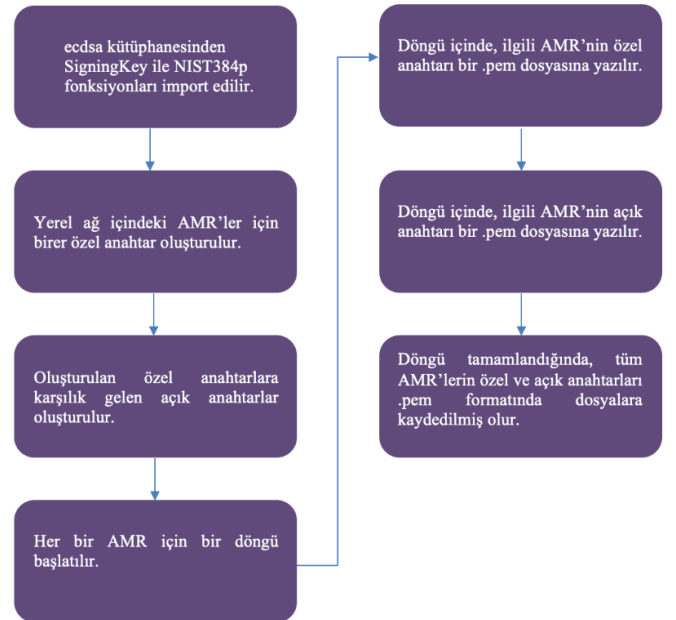 ecdsa kütüphanesinden
SigningKey ile NIST384p
fonksiyonları import edilir.
Yerel ağ içindeki AMR’ler için
birer özel anahtar oluşturulur.
Oluşturulan özel anahtarlara
karşılık gelen açık anahtarlar
oluşturulur.
Her bir AMR için bir döngü
başlatılır.
Döngü içinde, ilgili AMR’nin özel
anahtarı bir .pem dosyasına yazılır.
Döngü içinde, ilgili AMR’nin açık
anahtarı bir .pem dosyasına yazılır.
Döngü tamamlandığında, tüm
AMR’lerin özel ve açık anahtarları
.pem formatında dosyalara
kaydedilmiş olur.